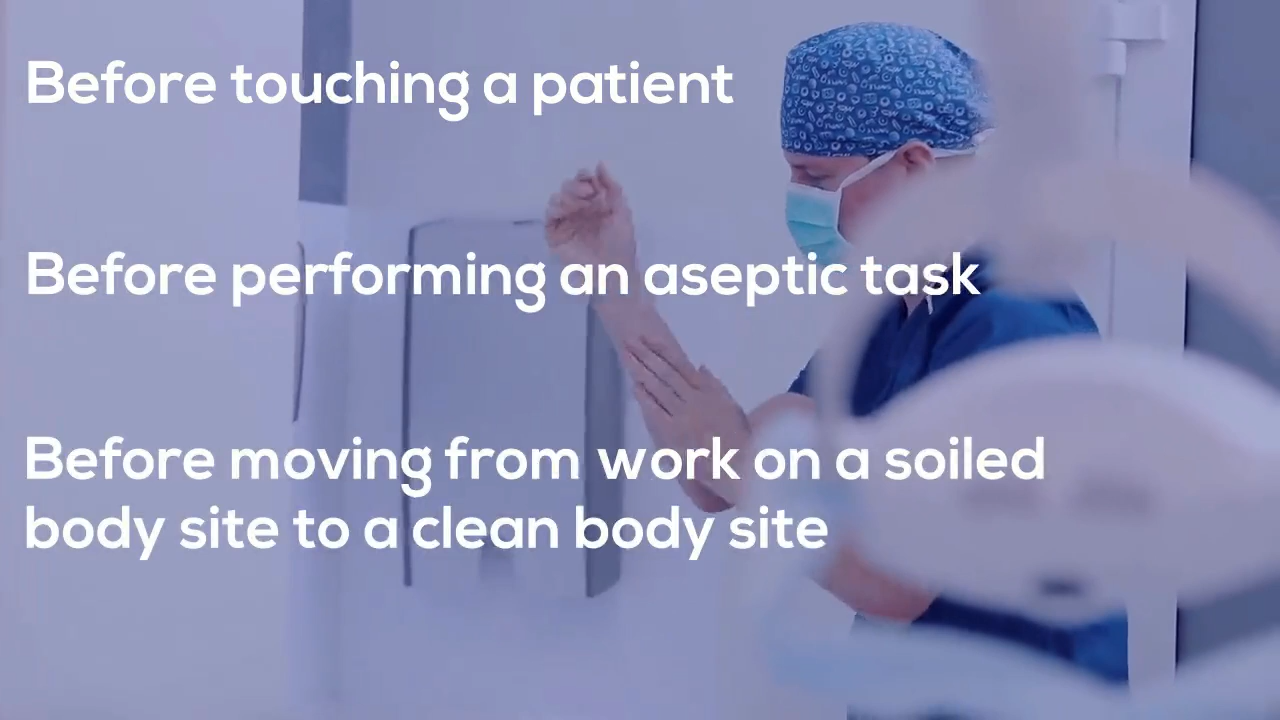 Before touching a patient
Before performing an aseptic task
Before moving from work on a soiled
body site to a clean body site